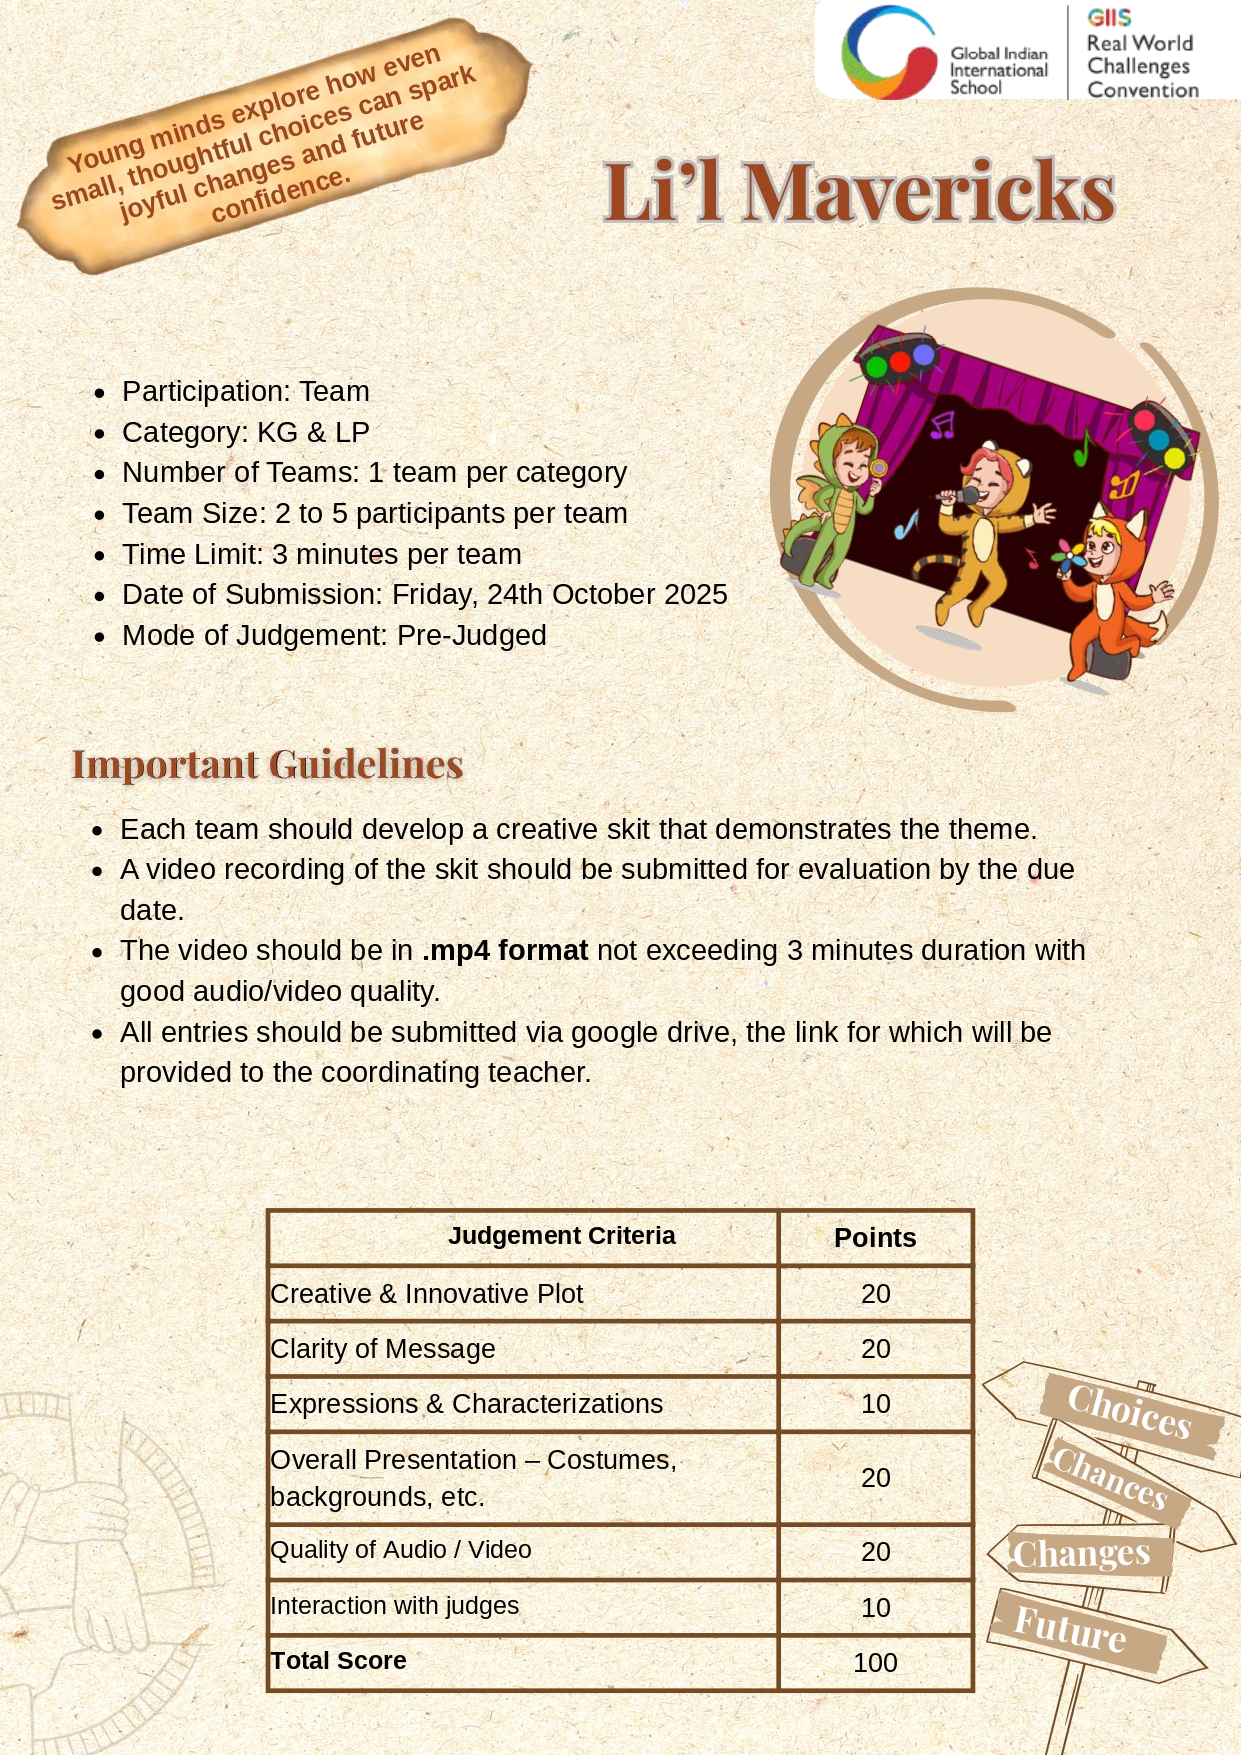 Young minds explore how even
small, thoughtful choices can spark
joyful changes and future
confidence.
Global Indian
International
School
GIIS
Real World
Challenges
Convention
Li’l Mavericks
• Participation: Team
• Category: KG & LP
• Number of Teams: 1 team per category
• Team Size: 2 to 5 participants per team
• Time Limit: 3 minutes per team
• Date of Submission: Friday, 24th October 2025
• Mode of Judgement: Pre-Judged
Important Guidelines
• Each team should develop a creative skit that demonstrates the theme.
• A video recording of the skit should be submitted for evaluation by the due
date.
• The video should be in .mp4 format not exceeding 3 minutes duration with
good audio/video quality.
• All entries should be submitted via google drive, the link for which will be
provided to the coordinating teacher.
Judgement Criteria Points
Creative & Innovative Plot 20
Clarity of Message 20
Expressions & Characterizations 10
Overall Presentation – Costumes,
backgrounds, etc. 20
Quality of Audio / Video 20
Interaction with judges 10
Total Score 100
Choices
Chances
Changes
Future